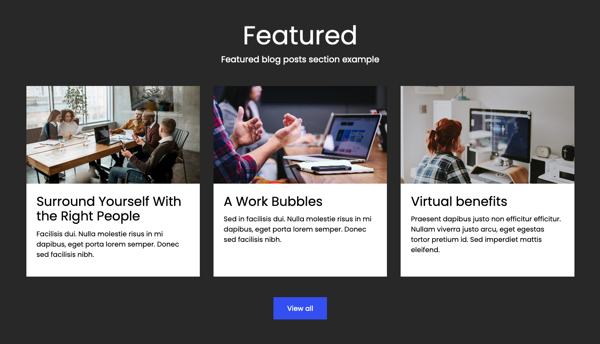 Featured
Featured blog posts section example
Surround Yourself With
the Right People
Facilisis dui. Nulla molestie risus in mi
dapibus, eget porta lorem semper. Donec
sed facilisis nibh.
A Work Bubbles
Sed in facilisis dui. Nulla molestie risus in mi
dapibus, eget porta lorem semper. Donec
sed facilisis nibh.
Virtual benefits
Praesent dapibus justo non efficitur efficitur.
Nullam viverra justo arcu, eget egestas
tortor pretium id. Sed imperdiet mattis
eleifend.
View all